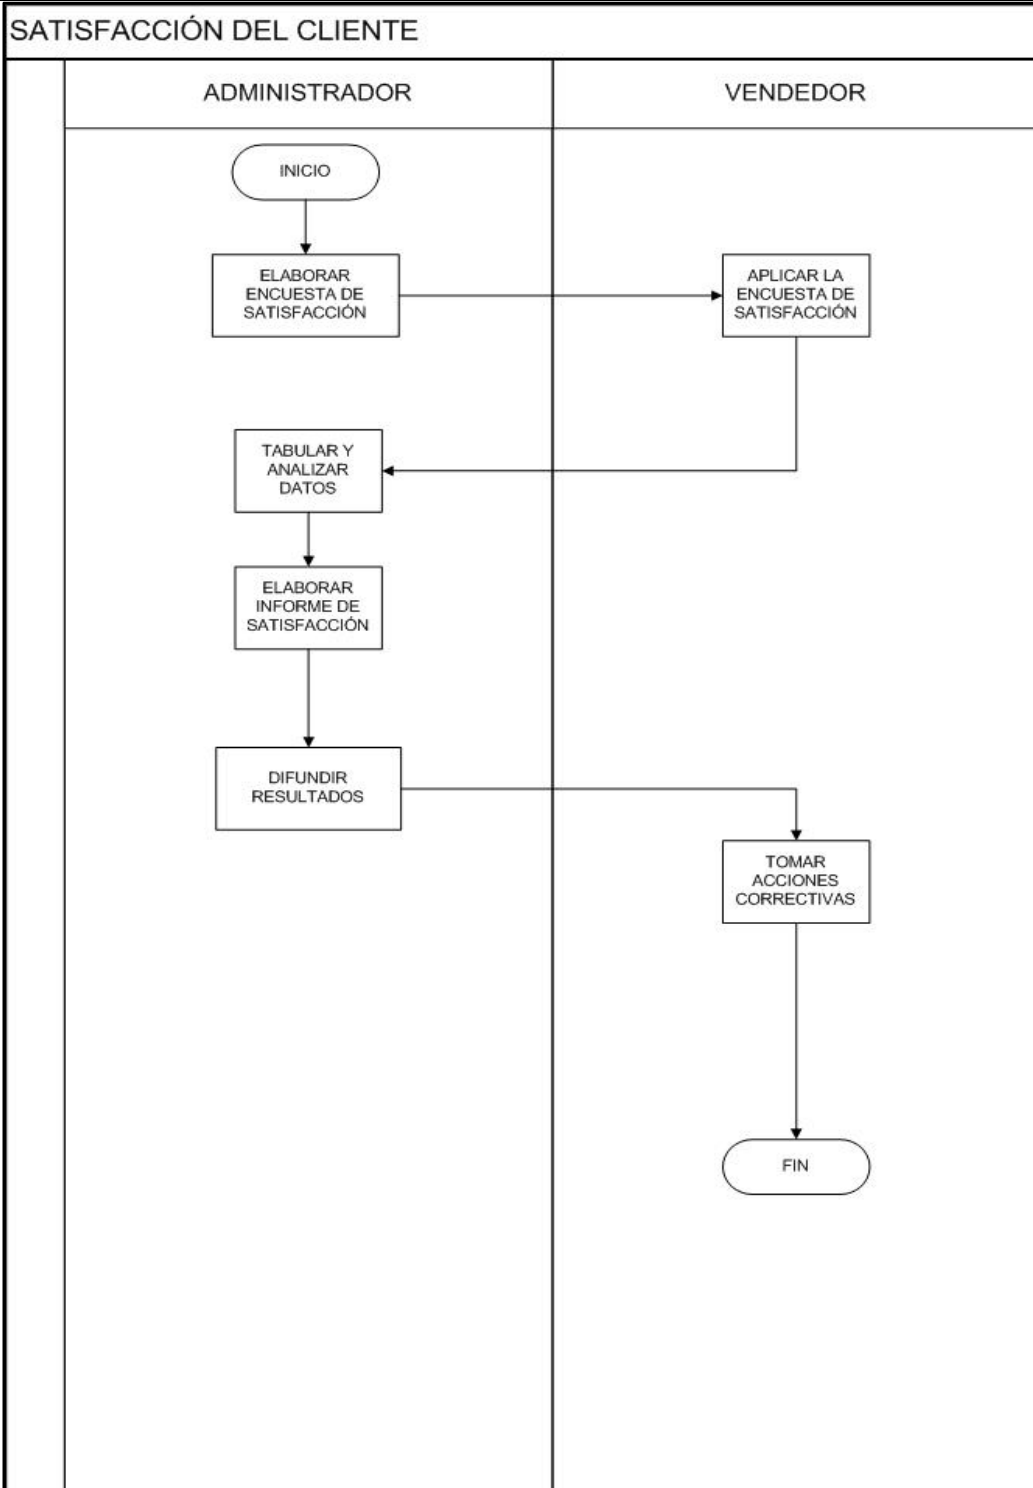 SATISFACCIÓN DEL CLIENTE
ADMINISTRADOR
VENDEDOR
INICIO
ELABORAR
ENCUESTA DE
SATISFACCIÓN
APLICAR LA
ENCUESTA DE
SATISFACCIÓN
TABULAR Y
ANALIZAR
DATOS
ELABORAR
INFORME DE
SATISFACCIÓN
DIFUNDIR
RESULTADOS
TOMAR
ACCIONES
CORRECTIVAS
FIN